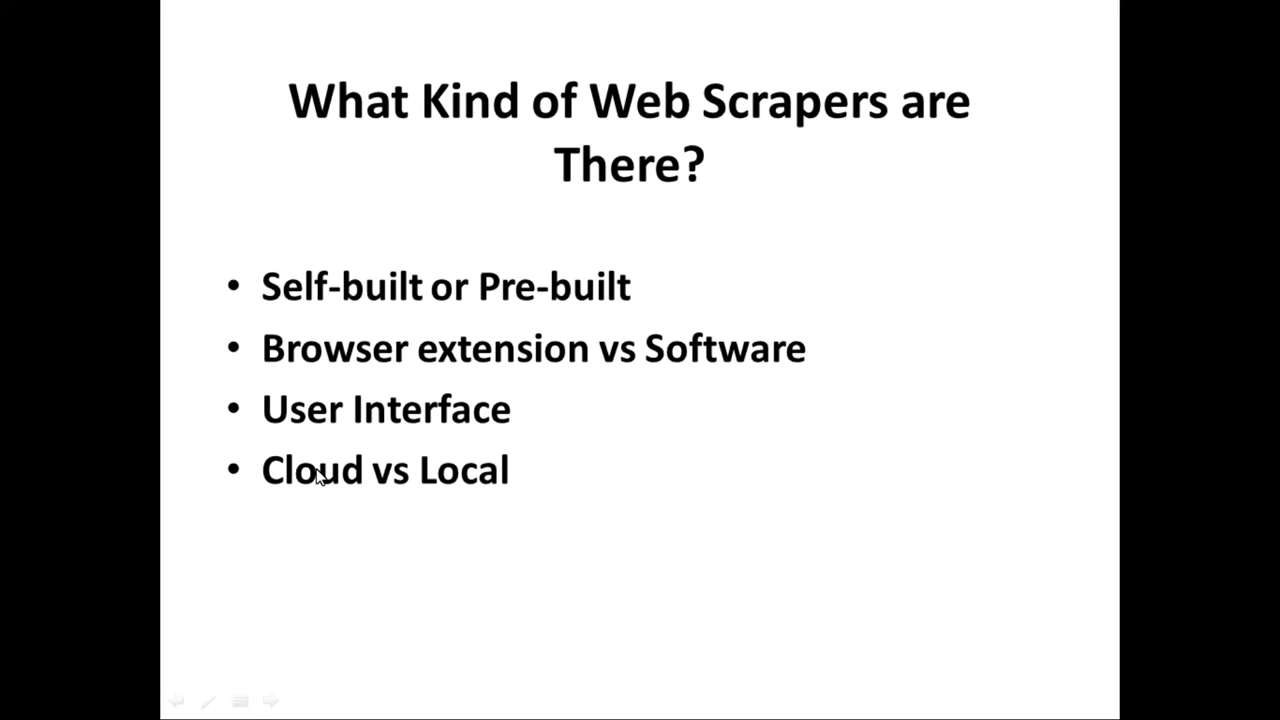 What Kind of Web Scrapers are
There?
• Self-built or Pre-built
• Browser extension vs Software
• User Interface
• Cloud vs Local